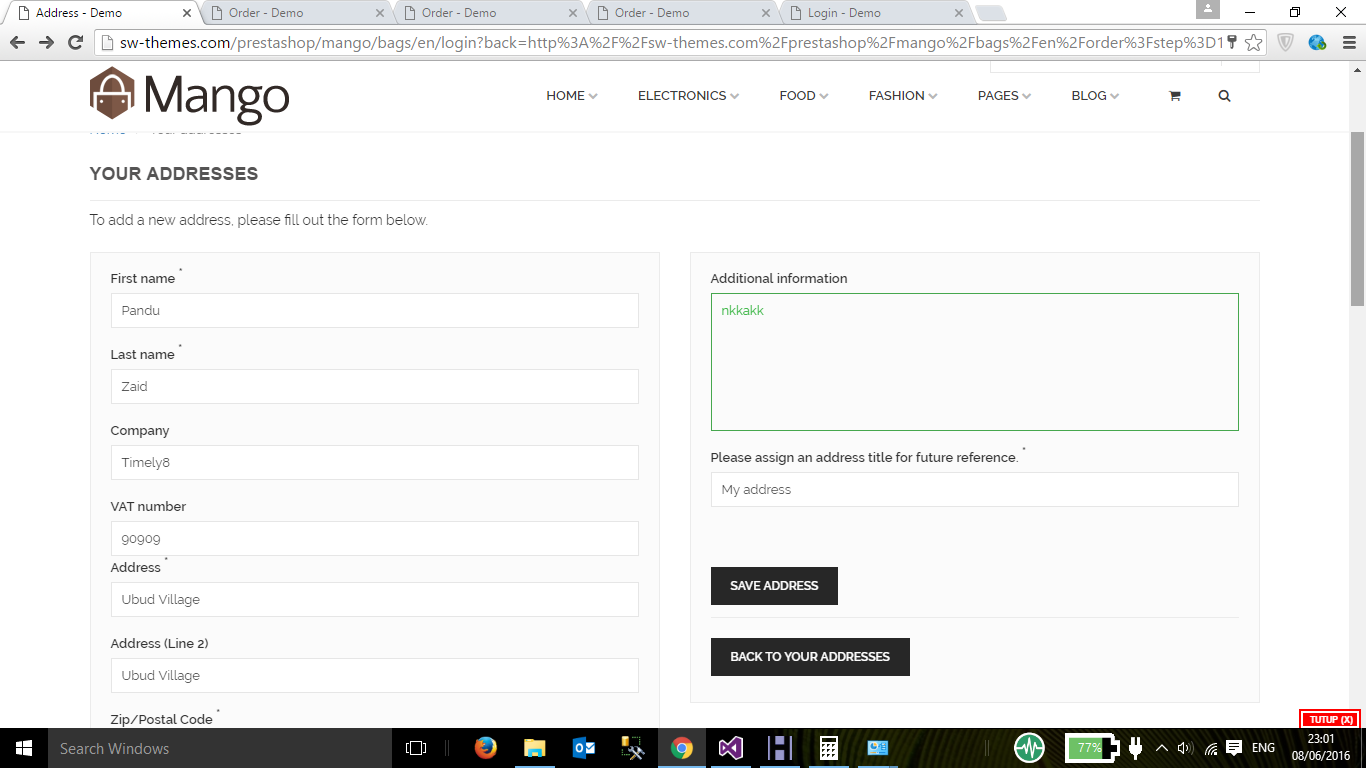 Address - Demo
Order - Demo
Order - Demo
Order - Demo
Login - Demo
sw-themes.com/prestashop/mango/bags/en/login?back=http%3A%2F%2Fsw-themes.com%2Fprestashop%2Fmango%2Fbags%2Fen%2Forder%3Fstep%3D1
Mango
HOME
ELECTRONICS
FOOD
FASHION
PAGES
BLOG
YOUR ADDRESSES
To add a new address, please fill out the form below.
First name *
Pandu
Last name *
Zaid
Company
Timely8
VAT number
90909
Address *
Ubud Village
Address (Line 2)
Ubud Village
Zip/Postal Code *
Additional information
nkkakk
Please assign an address title for future reference. *
My address
SAVE ADDRESS
BACK TO YOUR ADDRESSES
TUTUP (X)
Search Windows
77%
ENG
23:01
08/06/2016